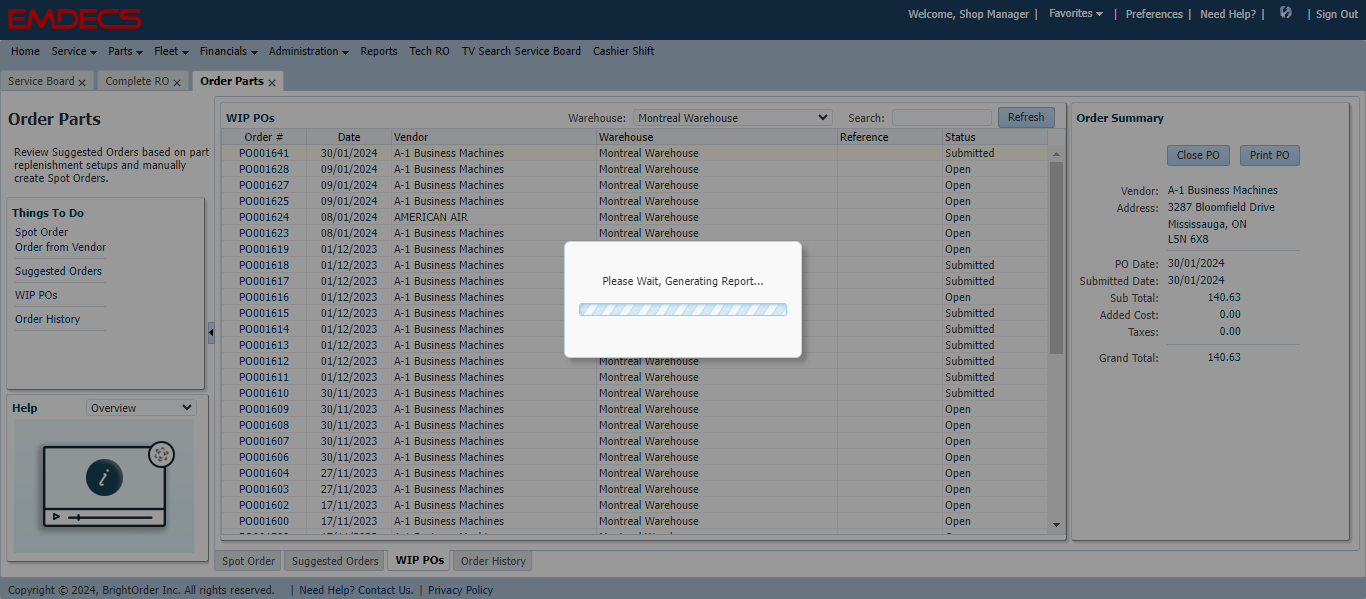 EMDECS
Welcome, Shop Manager | Favorites | Preferences | Need Help? | | Sign Out
Home Service Parts Fleet Financials Administration Reports Tech RO TV Search Service Board Cashier Shift
Service Board x Complete RO x Order Parts x
Order Parts
Review Suggested Orders based on part
replenishment setups and manually
create Spot Orders.
Things To Do
Spot Order
Order from Vendor
Suggested Orders
WIP POs
Order History
Help Overview
i
WIP POs Warehouse: Montreal Warehouse Search: Refresh
Order # Date Vendor Warehouse Reference Status
PO001641 30/01/2024 A-1 Business Machines Montreal Warehouse Submitted
PO001628 09/01/2024 A-1 Business Machines Montreal Warehouse Open
PO001627 09/01/2024 A-1 Business Machines Montreal Warehouse Open
PO001625 09/01/2024 A-1 Business Machines Montreal Warehouse Open
PO001624 08/01/2024 AMERICAN AIR Montreal Warehouse Open
PO001623 08/01/2024 A-1 Business Machines Montreal Warehouse Open
PO001619 01/12/2023 A-1 Business Machines Open
PO001618 01/12/2023 A-1 Business Machines Submitted
PO001617 01/12/2023 A-1 Business Machines Submitted
PO001616 01/12/2023 A-1 Business Machines Open
PO001615 01/12/2023 A-1 Business Machines Submitted
PO001614 01/12/2023 A-1 Business Machines Submitted
PO001613 01/12/2023 A-1 Business Machines Submitted
PO001612 01/12/2023 A-1 Business Machines Montreal Warehouse Submitted
PO001611 01/12/2023 A-1 Business Machines Montreal Warehouse Submitted
PO001610 30/11/2023 A-1 Business Machines Montreal Warehouse Submitted
PO001609 30/11/2023 A-1 Business Machines Montreal Warehouse Open
PO001608 30/11/2023 A-1 Business Machines Montreal Warehouse Open
PO001607 30/11/2023 A-1 Business Machines Montreal Warehouse Open
PO001606 30/11/2023 A-1 Business Machines Montreal Warehouse Open
PO001604 27/11/2023 A-1 Business Machines Montreal Warehouse Open
PO001603 27/11/2023 A-1 Business Machines Montreal Warehouse Open
PO001602 17/11/2023 A-1 Business Machines Montreal Warehouse Open
PO001600 17/11/2023 A-1 Business Machines Montreal Warehouse Open
Please Wait, Generating Report...
Spot Order Suggested Orders WIP POs Order History
Order Summary
Close PO Print PO
Vendor: A-1 Business Machines
Address: 3287 Bloomfield Drive
Mississauga, ON
L5N 6X8
PO Date: 30/01/2024
Submitted Date: 30/01/2024
Sub Total: 140.63
Added Cost: 0.00
Taxes: 0.00
Grand Total: 140.63
Copyright © 2024, BrightOrder Inc. All rights reserved. | Need Help? Contact Us. | Privacy Policy